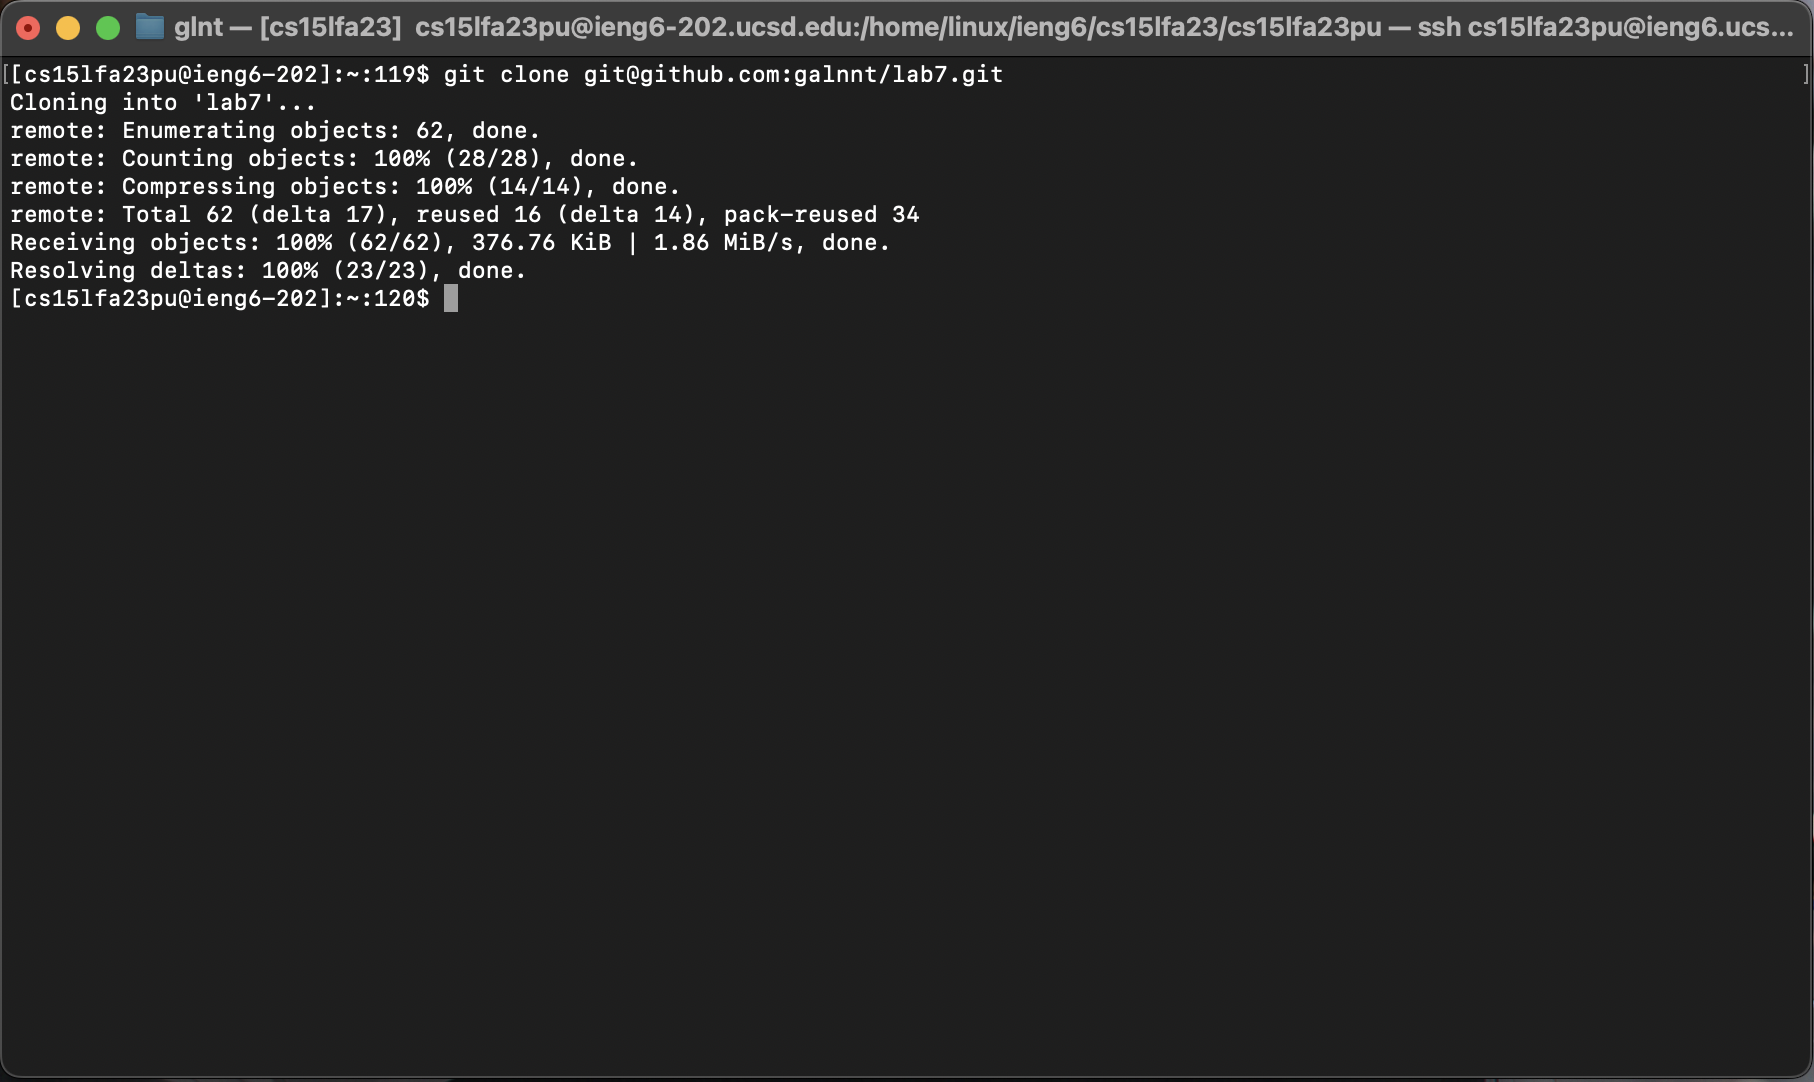 glnt — [cs15lfa23] cs15lfa23pu@ieng6-202.ucsd.edu:/home/linux/ieng6/cs15lfa23/cs15lfa23pu — ssh cs15lfa23pu@ieng6.ucs...
[[cs15lfa23pu@ieng6-202]:~:119$ git clone git@github.com:galnnt/lab7.git ]
Cloning into 'lab7'...
remote: Enumerating objects: 62, done.
remote: Counting objects: 100% (28/28), done.
remote: Compressing objects: 100% (14/14), done.
remote: Total 62 (delta 17), reused 16 (delta 14), pack-reused 34
Receiving objects: 100% (62/62), 376.76 KiB | 1.86 MiB/s, done.
Resolving deltas: 100% (23/23), done.
[cs15lfa23pu@ieng6-202]:~:120$